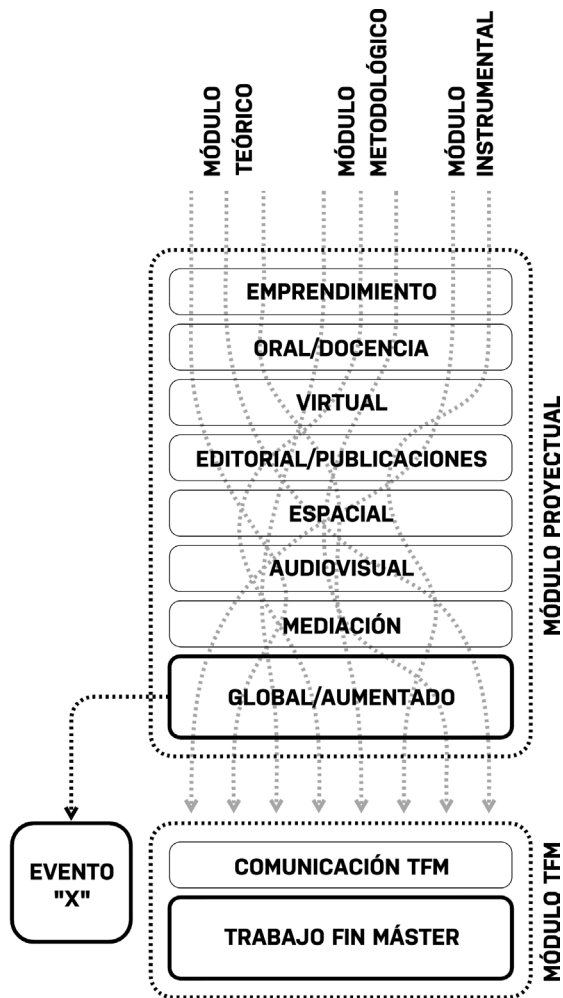 MÓDULO
TEÓRICO
MÓDULO
METODOLÓGICO
MÓDULO
INSTRUMENTAL
EMPRENDIMIENTO
ORAL/DOCENCIA
VIRTUAL
EDITORIAL/PUBLICACIONES
ESPACIAL
AUDIOVISUAL
MEDIACIÓN
GLOBAL/AUMENTADO
MÓDULO PROYECTUAL
EVENTO
"X"
COMUNICACIÓN TFM
TRABAJO FIN MÁSTER
MÓDULO TFM